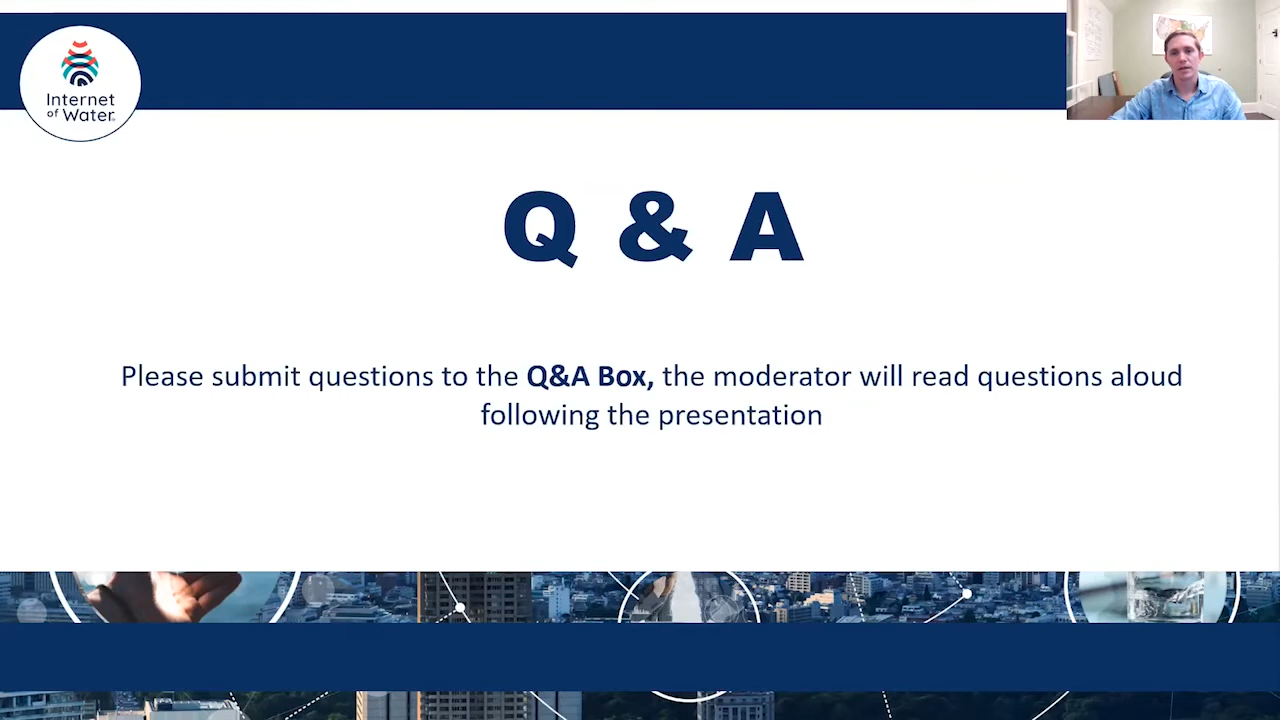 Internet
of Water
Q & A
Please submit questions to the Q&A Box, the moderator will read questions aloud
following the presentation